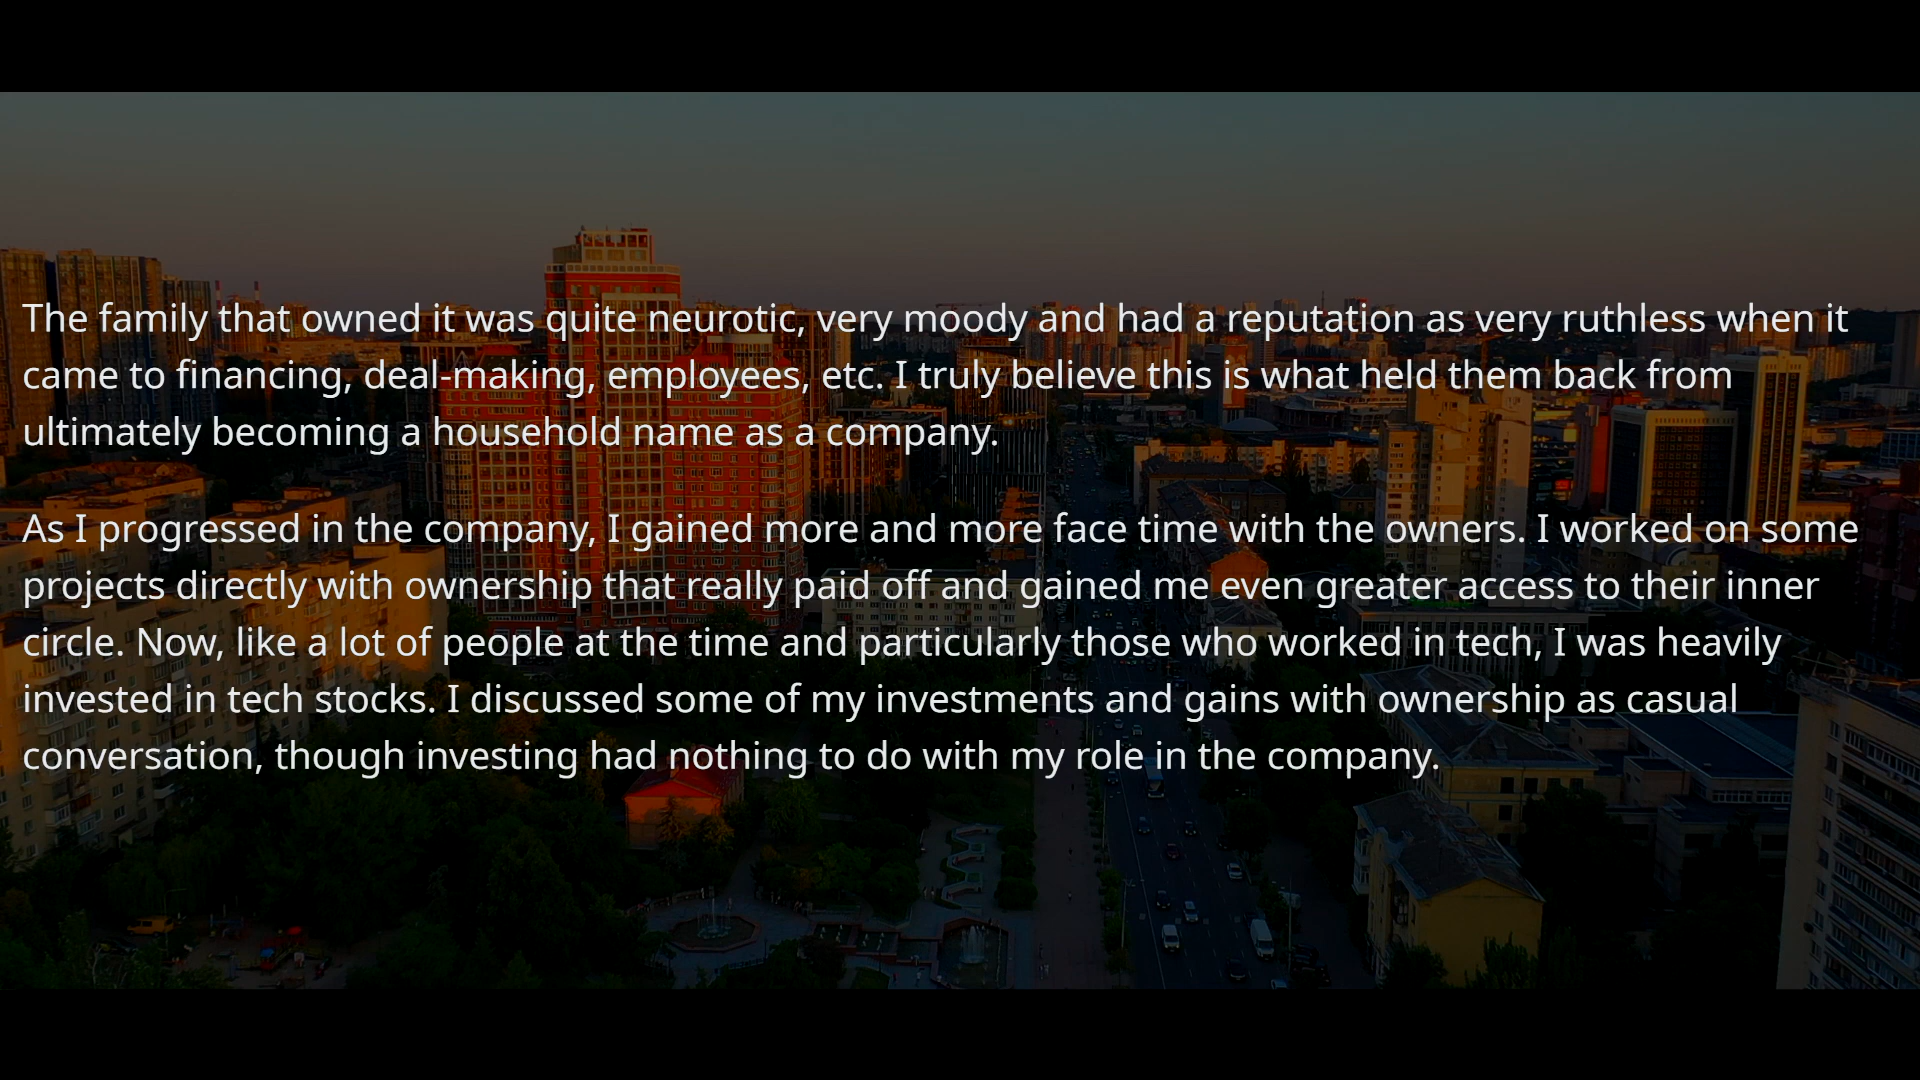 The family that owned it was quite neurotic, very moody and had a reputation as very ruthless when it
came to financing, deal-making, employees, etc. I truly believe this is what held them back from
ultimately becoming a household name as a company.
As I progressed in the company, I gained more and more face time with the owners. I worked on some
projects directly with ownership that really paid off and gained me even greater access to their inner
circle. Now, like a lot of people at the time and particularly those who worked in tech, I was heavily
invested in tech stocks. I discussed some of my investments and gains with ownership as casual
conversation, though investing had nothing to do with my role in the company.